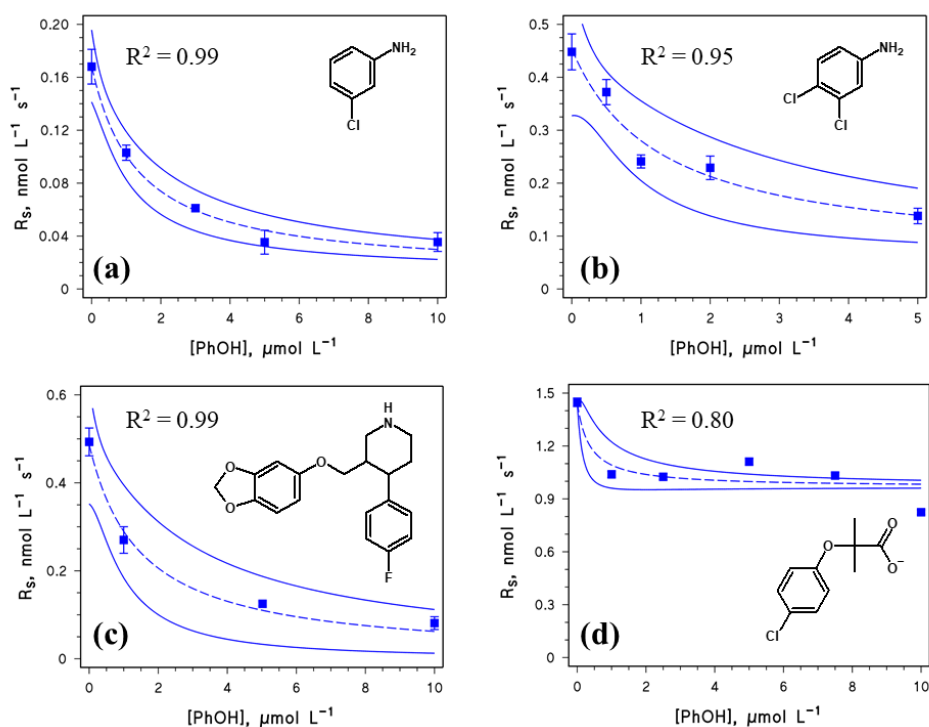 R² = 0.99
NH₂
Cl
(a)
0.20
0.16
0.12
0.08
0.04
0
Rₛ, nmol L⁻¹ s⁻¹
0 2 4 6 8 10
[PhOH], µmol L⁻¹
R² = 0.95
NH₂
Cl
Cl
(b)
0.5
0.4
0.3
0.2
0.1
0
Rₛ, nmol L⁻¹ s⁻¹
0 1 2 3 4 5
[PhOH], µmol L⁻¹
R² = 0.99
H
N
O
O
O
F
(c)
0.6
0.4
0.2
0
Rₛ, nmol L⁻¹ s⁻¹
0 2 4 6 8 10
[PhOH], µmol L⁻¹
R² = 0.80
O
O
O⁻
Cl
(d)
1.5
1.2
0.9
0.6
0.3
0
Rₛ, nmol L⁻¹ s⁻¹
0 2 4 6 8 10
[PhOH], µmol L⁻¹